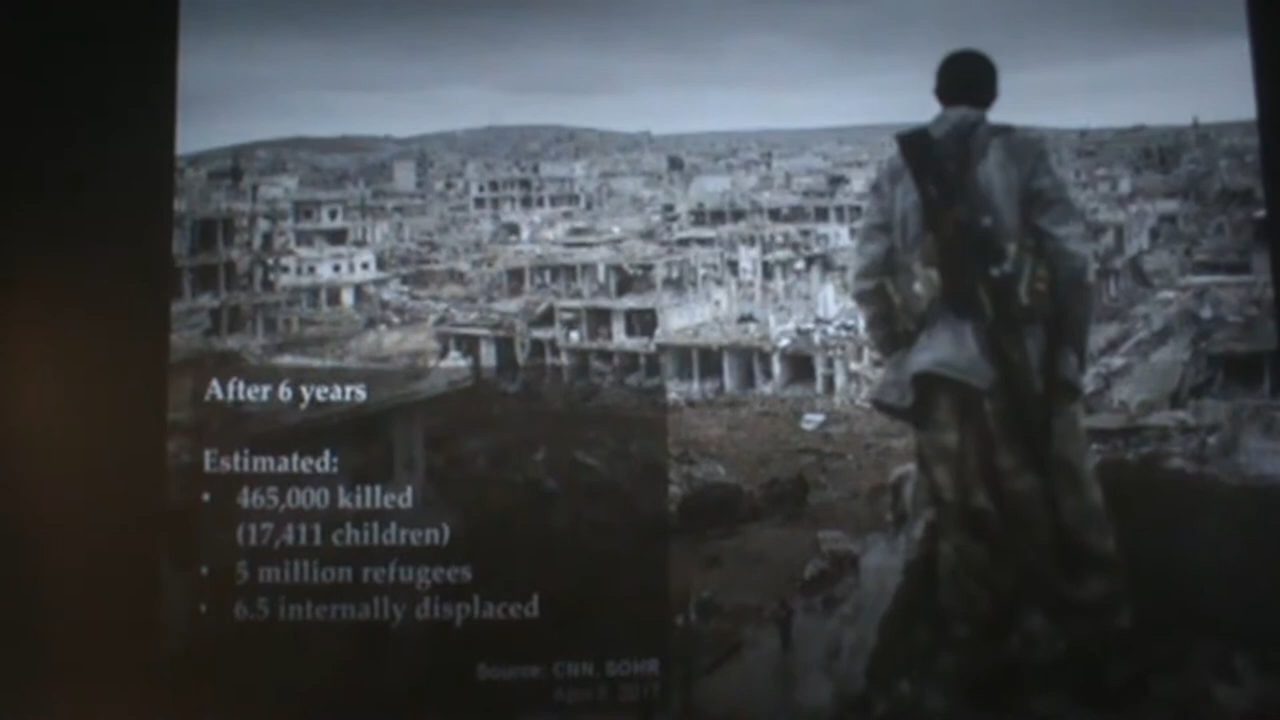 After 6 years
Estimated:
• 465,000 killed
(17,411 children)
• 5 million refugees
• 6.5 internally displaced
Source: CNN, SOHR
April 2017